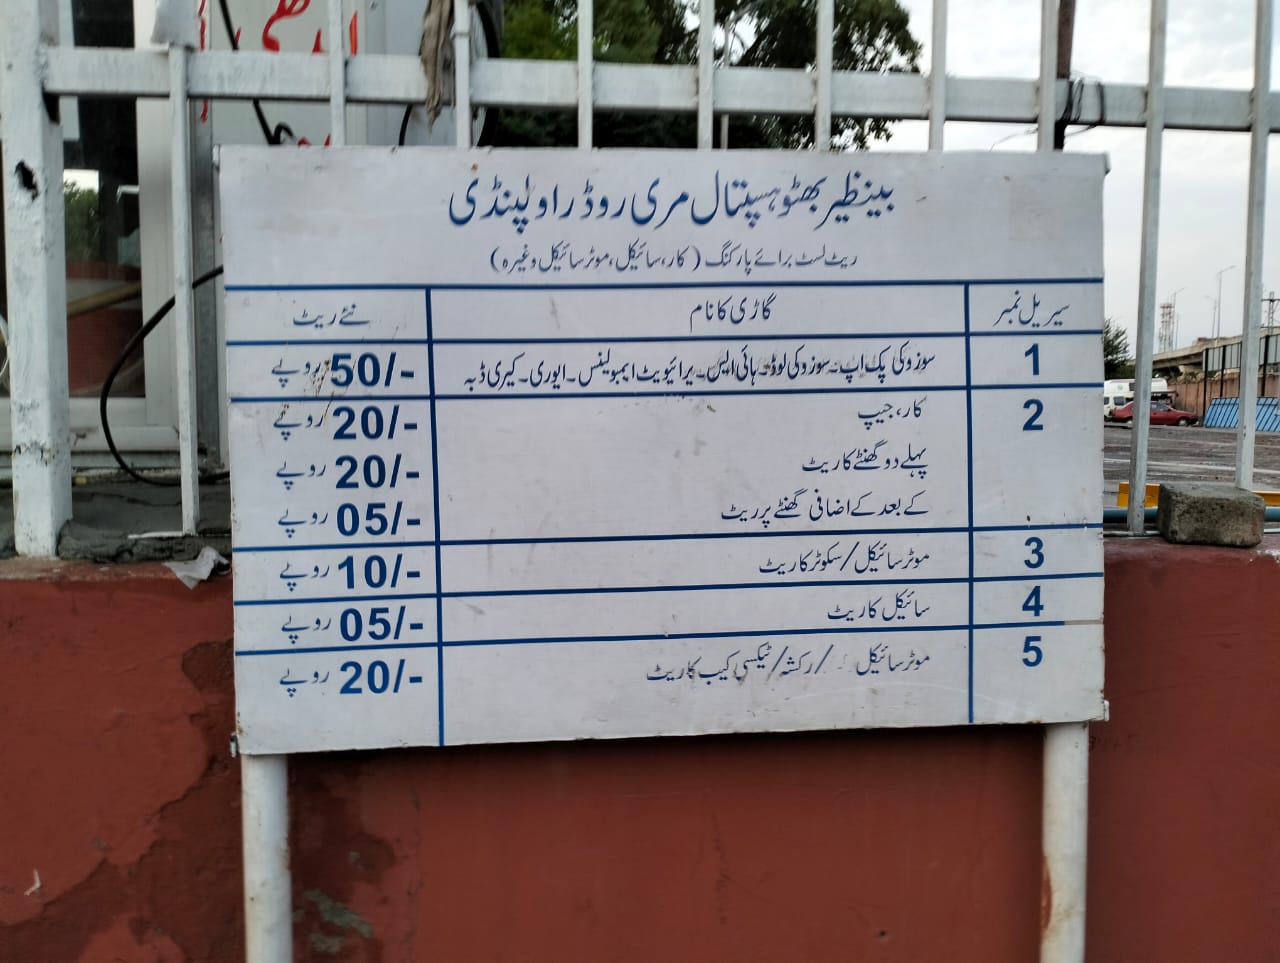 بینظیر بھٹو ہسپتال مری روڈ راولپنڈی
ریٹ لسٹ برائے پارکنگ (کار، سائیکل، موٹر سائیکل وغیرہ)
سیریل نمبر گاڑی کا نام نئے ریٹ
1 سوزوکی پک اپ۔ سوزوکی لوڈ۔ ہائی ایس۔ پرائیویٹ ایمبولینس۔ ایوری۔ کیری ڈبہ 50/- روپے
2 کار، جیپ 20/- روپے
پہلے دو گھنٹے کا ریٹ 20/- روپے
کے بعد کے اضافی گھنٹے پر ریٹ 05/- روپے
3 موٹر سائیکل/سکوٹر کا ریٹ 10/- روپے
4 سائیکل کا ریٹ 05/- روپے
5 موٹر سائیکل /رکشہ/ٹیکسی کیب کا ریٹ 20/- روپے